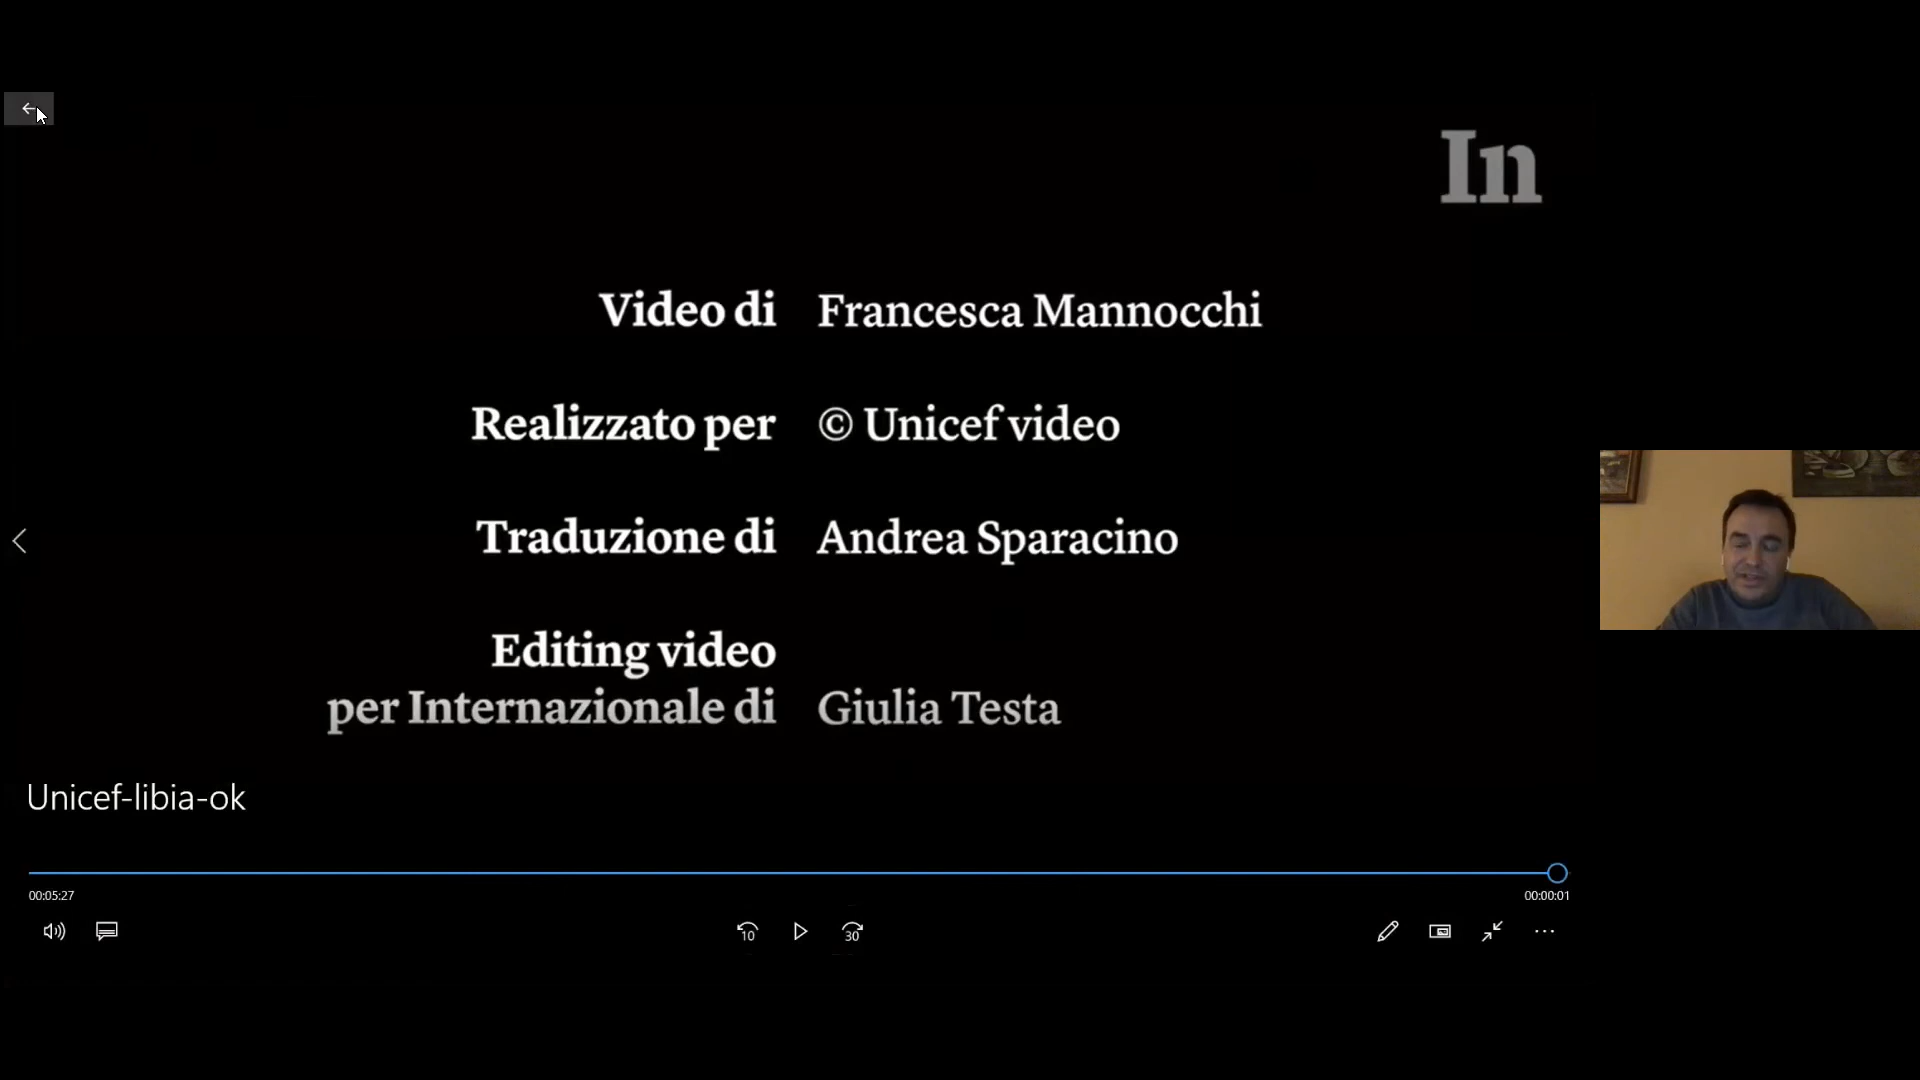 In
Video di Francesca Mannocchi
Realizzato per © Unicef video
Traduzione di Andrea Sparacino
Editing video
per Internazionale di Giulia Testa
Unicef-libia-ok
00:05:27 00:00:01
10 30